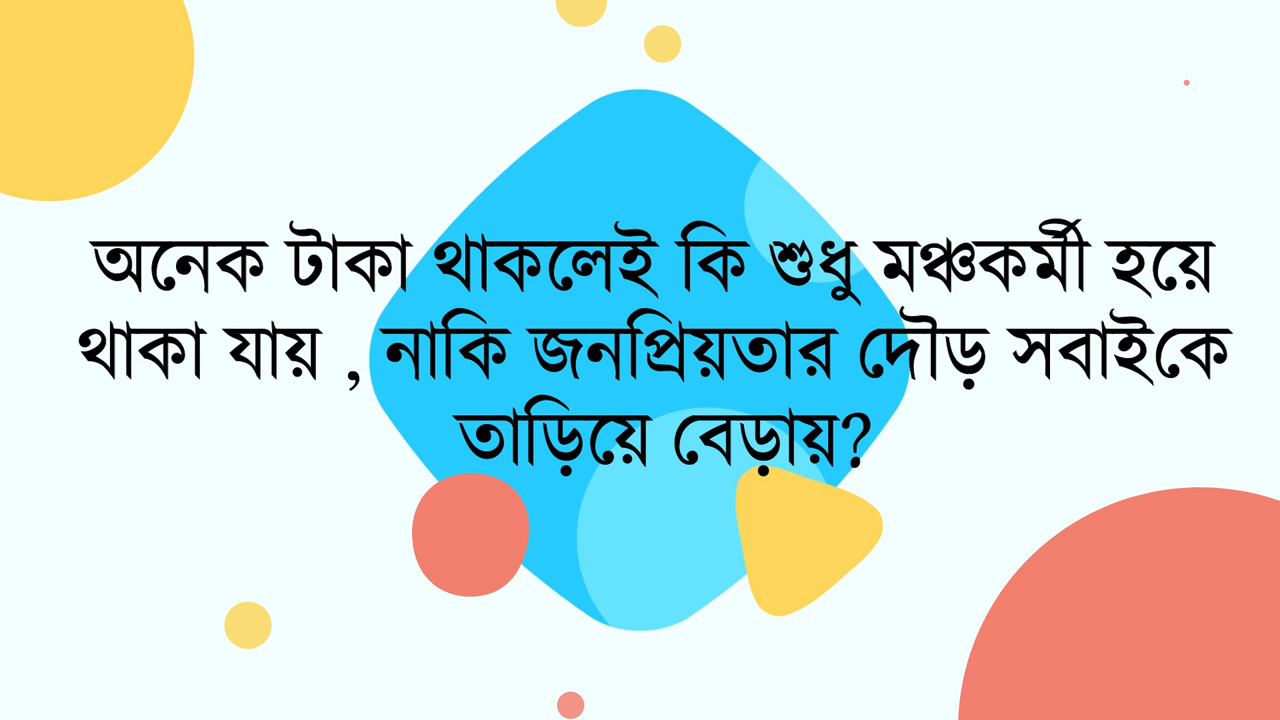 অনেক টাকা থাকলেই কি শুধু মঞ্চকর্মী হয়ে
থাকা যায় , নাকি জনপ্রিয়তার দৌড় সবাইকে
তাড়িয়ে বেড়ায়?